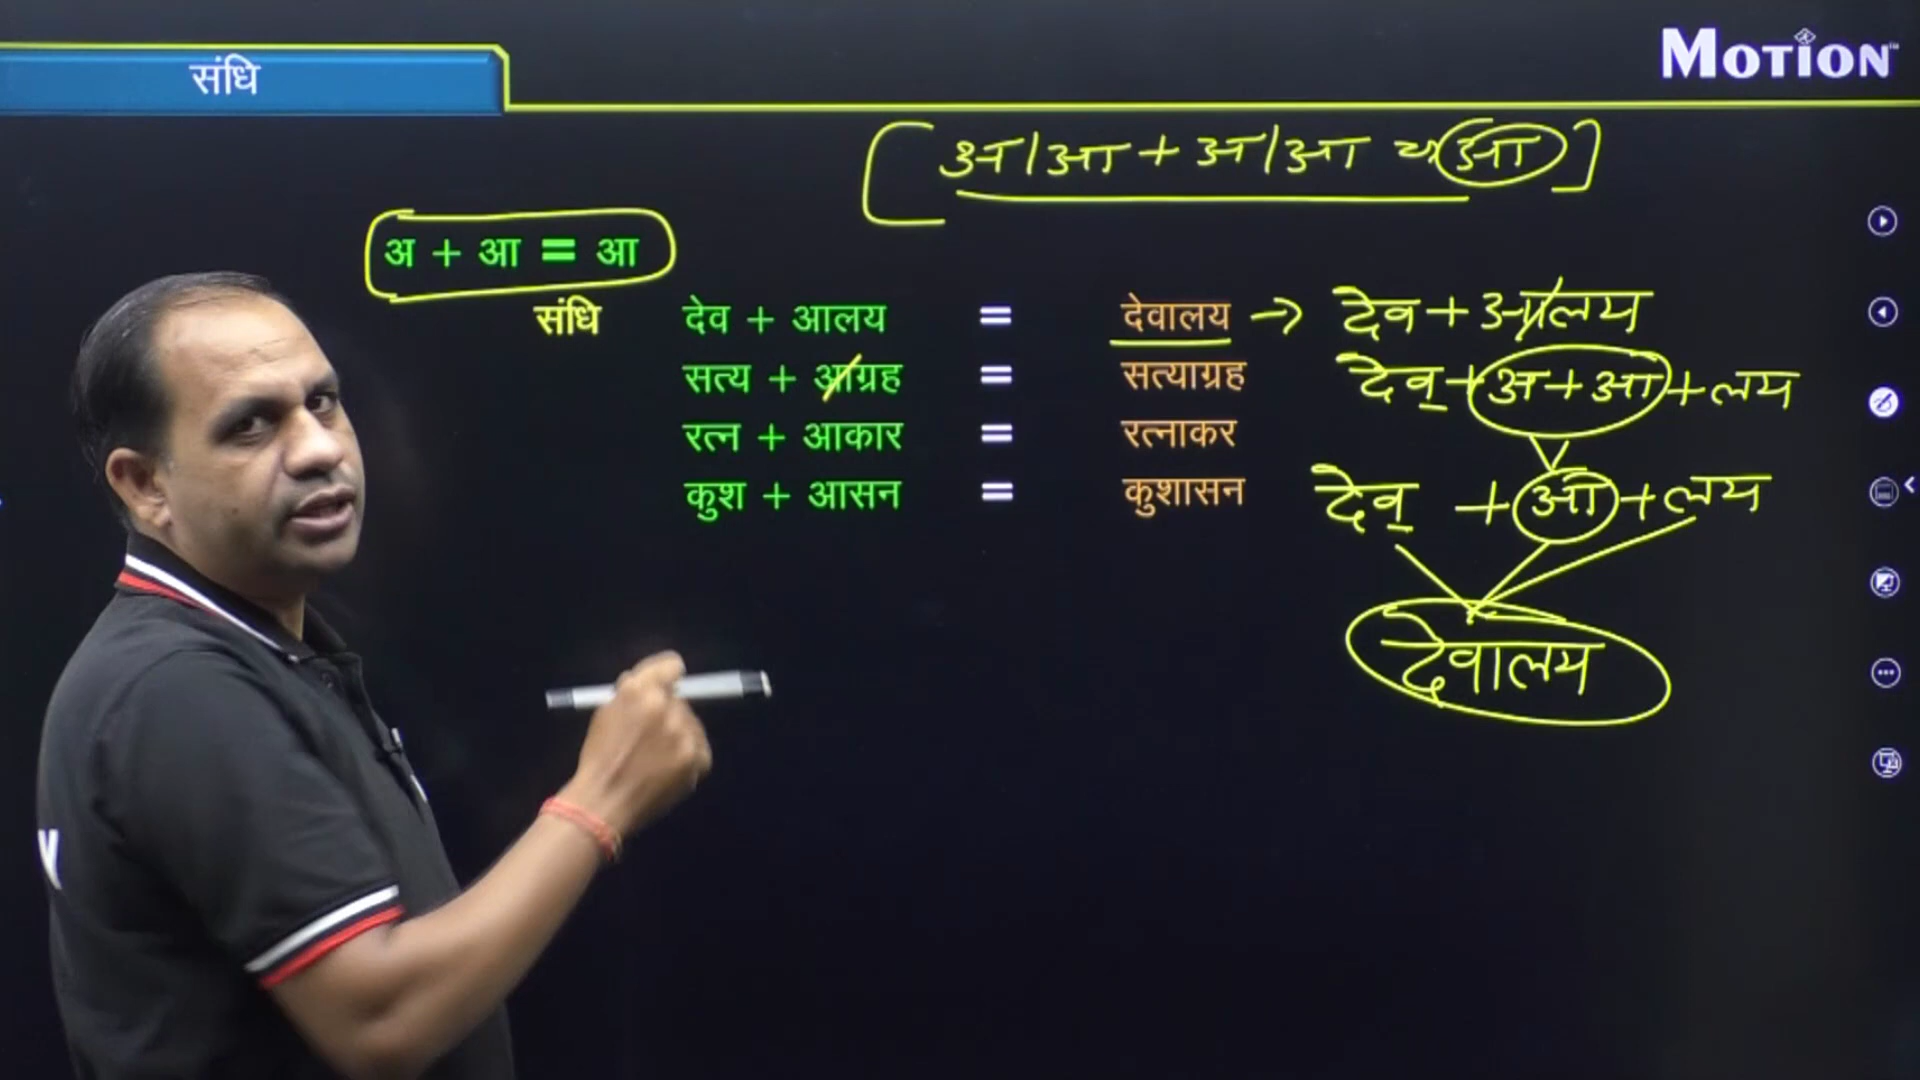 संधि
MOTION
[ अ/आ + अ/आ = आ ]
अ + आ = आ
संधि देव + आलय = देवालय → देव + आलय
सत्य + आग्रह = सत्याग्रह देव् + अ + आ + लय
रत्न + आकार = रत्नाकर
कुश + आसन = कुशासन देव् + आ + लय
देवालय